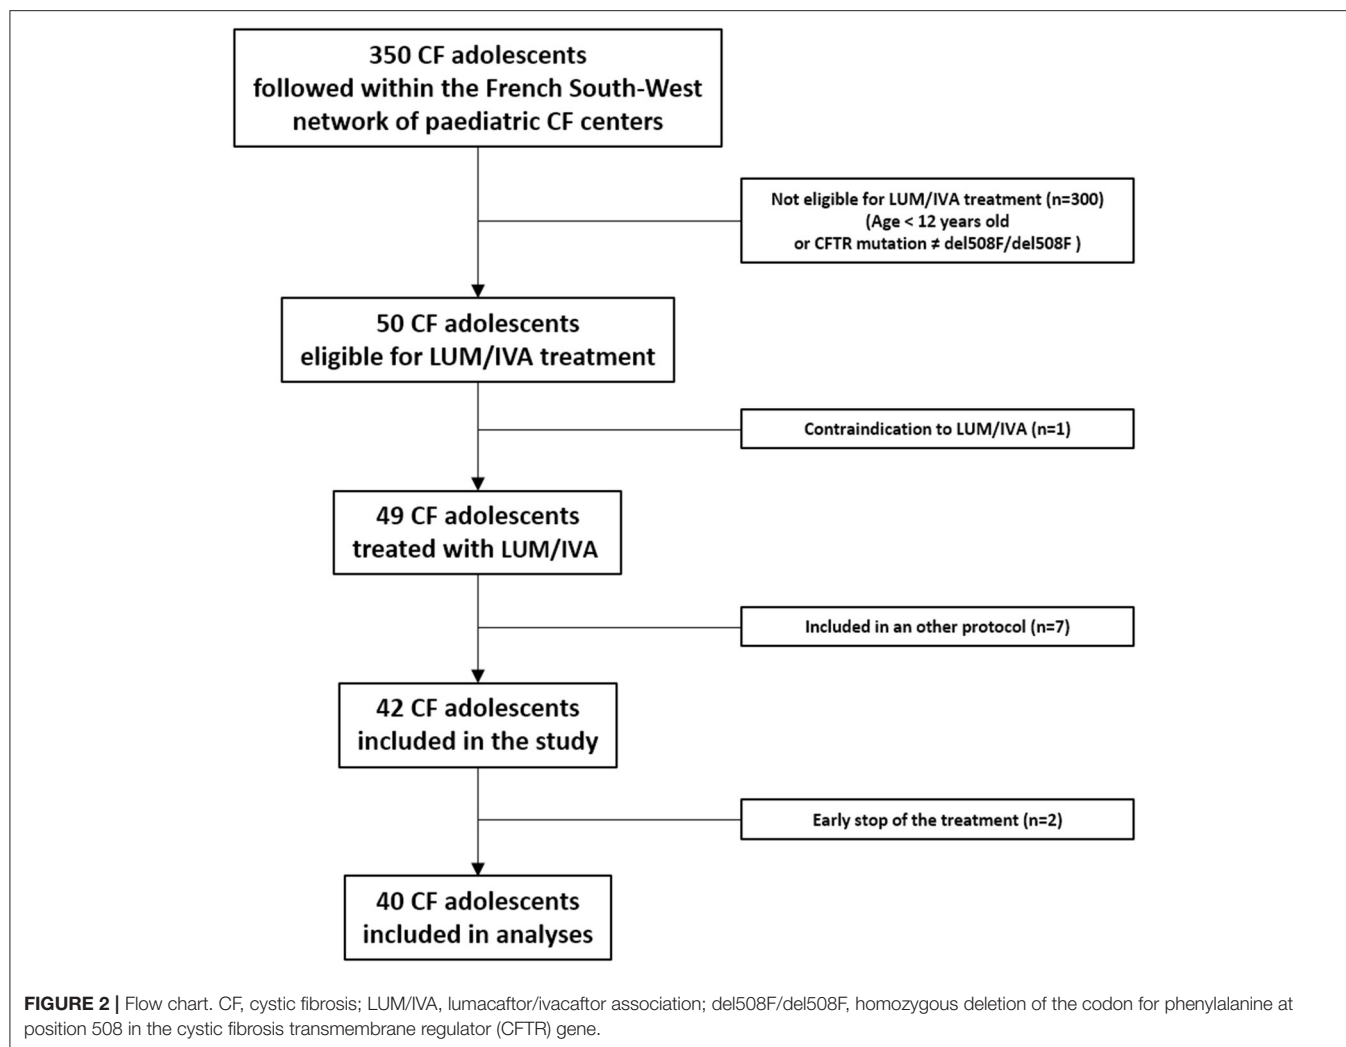 350 CF adolescents
followed within the French South-West
network of paediatric CF centers
Not eligible for LUM/IVA treatment (n=300)
(Age < 12 years old
or CFTR mutation ≠ del508F/del508F )
50 CF adolescents
eligible for LUM/IVA treatment
Contraindication to LUM/IVA (n=1)
49 CF adolescents
treated with LUM/IVA
Included in an other protocol (n=7)
42 CF adolescents
included in the study
Early stop of the treatment (n=2)
40 CF adolescents
included in analyses
FIGURE 2 | Flow chart. CF, cystic fibrosis; LUM/IVA, lumacaftor/ivacaftor association; del508F/del508F, homozygous deletion of the codon for phenylalanine at
position 508 in the cystic fibrosis transmembrane regulator (CFTR) gene.